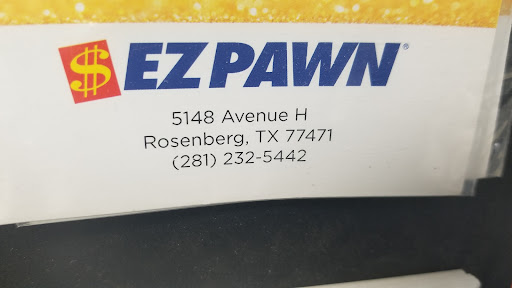 $ EZPAWN®
5148 Avenue H
Rosenberg, TX 77471
(281) 232-5442